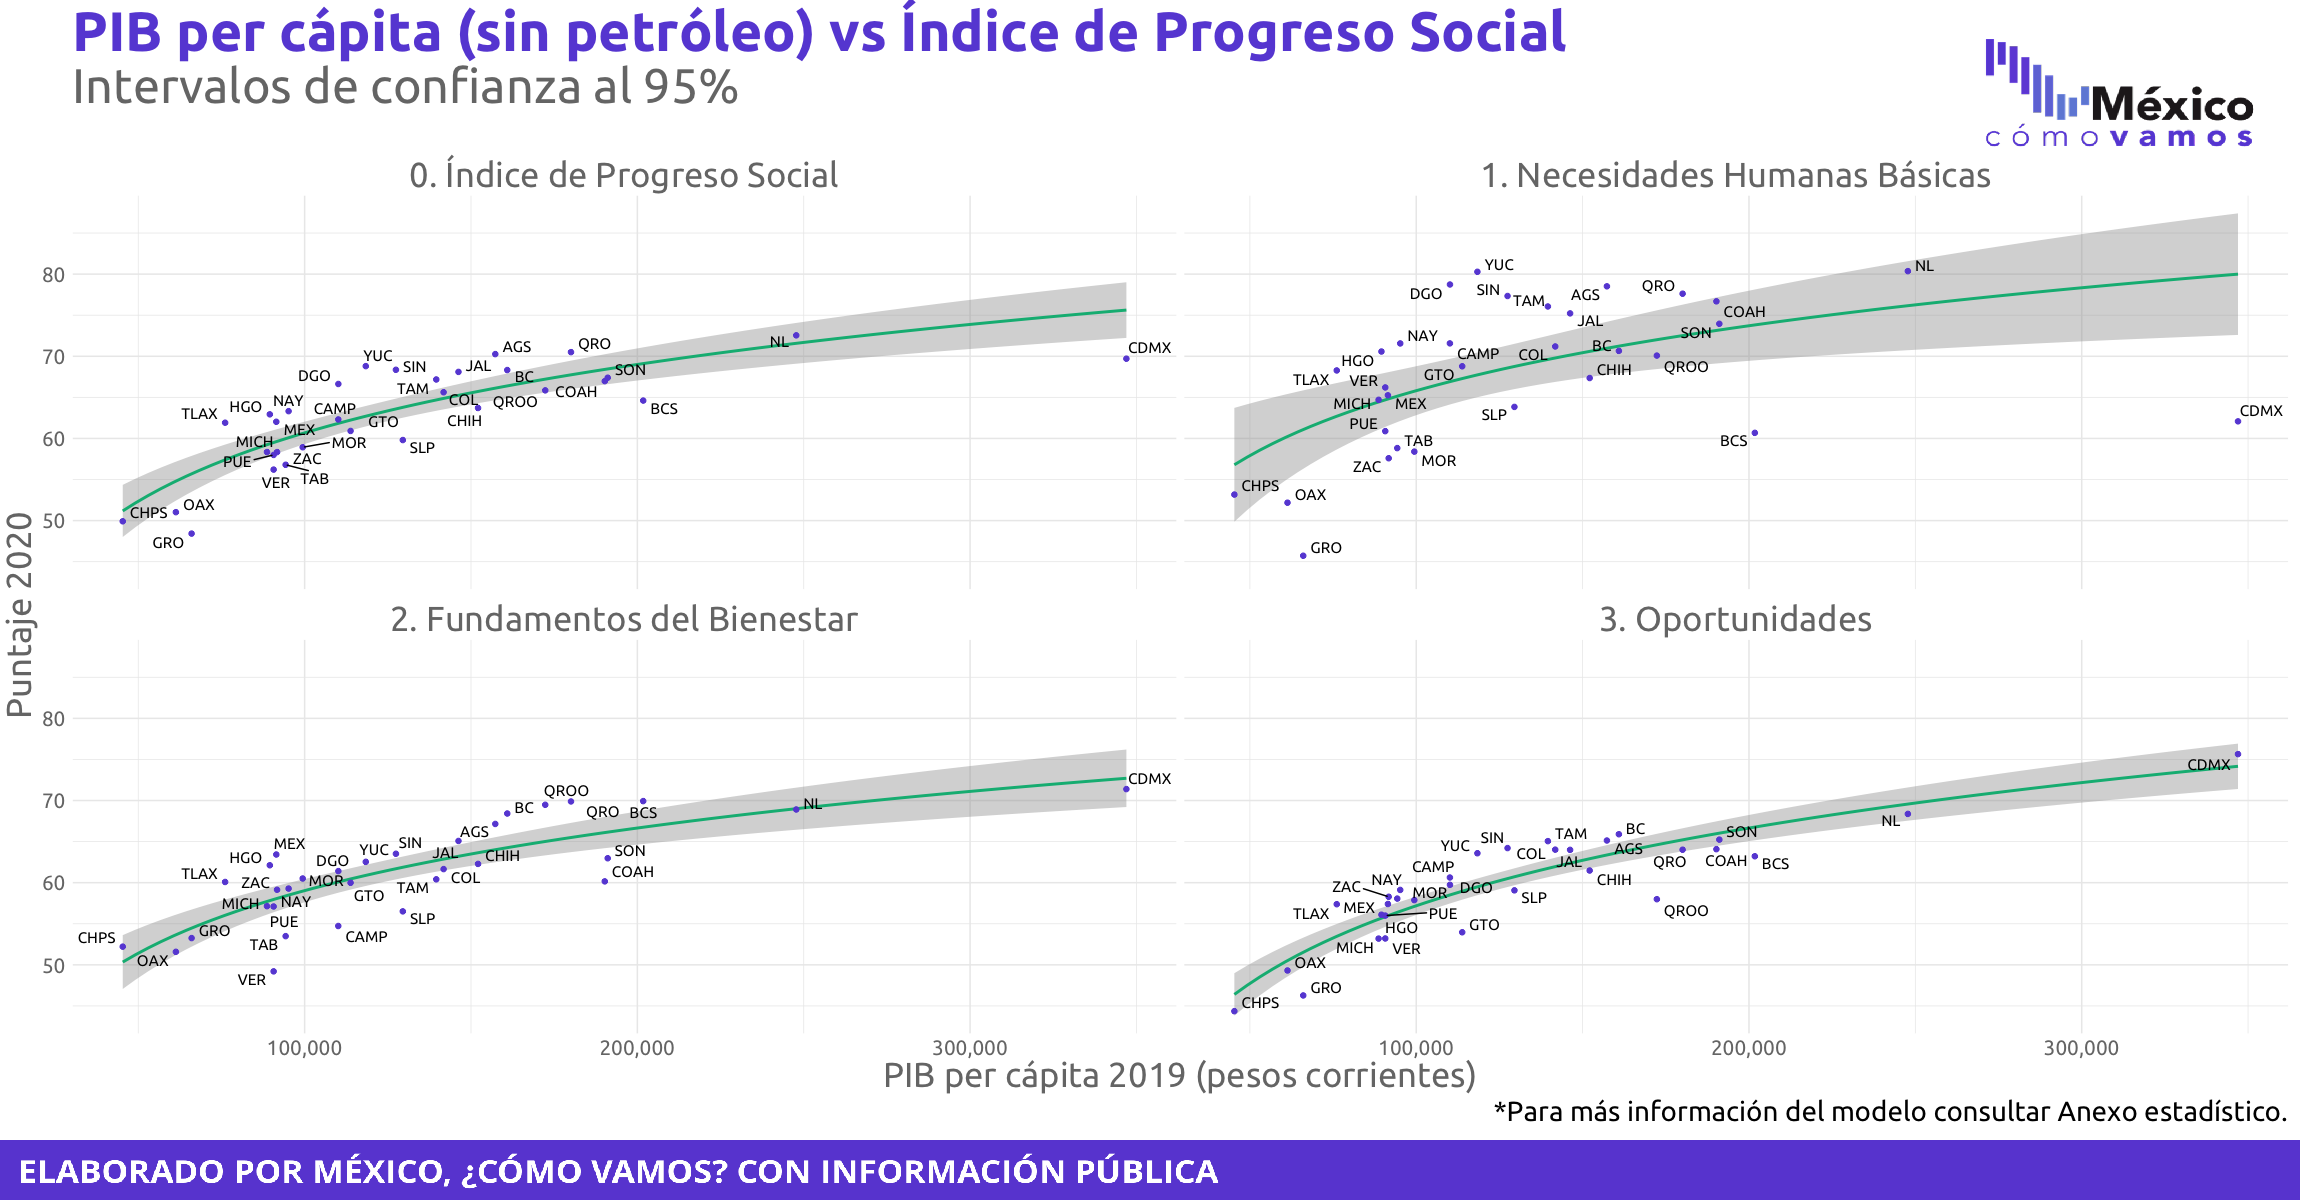 PIB per cápita (sin petróleo) vs Índice de Progreso Social
Intervalos de confianza al 95%
México
cómo vamos
0. Índice de Progreso Social
1. Necesidades Humanas Básicas
Puntaje 2020
80
70
60
50
CHPS
OAX
GRO
TLAX
HGO
NAY
MICH
MEX
PUE
VER
ZAC
TAB
MOR
DGO
CAMP
GTO
YUC
SIN
SLP
TAM
COL
JAL
CHIH
AGS
BC
QROO
QRO
COAH
SON
BCS
NL
CDMX
CHPS
OAX
GRO
TLAX
HGO
NAY
VER
MICH
MEX
PUE
TAB
ZAC
MOR
DGO
CAMP
GTO
YUC
SIN
SLP
TAM
COL
JAL
CHIH
AGS
BC
QROO
QRO
COAH
SON
BCS
NL
CDMX
2. Fundamentos del Bienestar
3. Oportunidades
80
70
60
50
CHPS
OAX
GRO
TLAX
HGO
MEX
ZAC
MICH
NAY
PUE
TAB
VER
MOR
DGO
GTO
CAMP
YUC
SIN
SLP
TAM
COL
JAL
CHIH
AGS
BC
QROO
QRO
BCS
SON
COAH
NL
CDMX
CHPS
OAX
GRO
TLAX
ZAC
NAY
MEX
MOR
PUE
HGO
MICH
VER
CAMP
DGO
GTO
YUC
SIN
SLP
TAM
COL
JAL
CHIH
AGS
BC
QROO
QRO
COAH
SON
BCS
NL
CDMX
100,000
200,000
300,000
100,000
200,000
300,000
PIB per cápita 2019 (pesos corrientes)
*Para más información del modelo consultar Anexo estadístico.
ELABORADO POR MÉXICO, ¿CÓMO VAMOS? CON INFORMACIÓN PÚBLICA